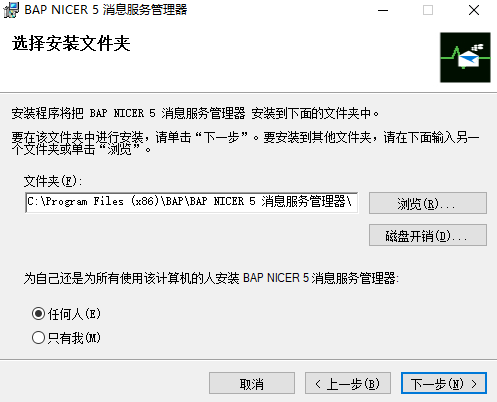 BAP NICER 5 消息服务管理器
选择安装文件夹
安装程序将把 BAP NICER 5 消息服务管理器 安装到下面的文件夹中。
要在该文件夹中进行安装，请单击“下一步”。要安装到其他文件夹，请在下面输入另一
个文件夹或单击“浏览”。
文件夹(F):
C:\Program Files (x86)\BAP\BAP NICER 5 消息服务管理器\
浏览(R)...
磁盘开销(D)...
为自己还是为所有使用该计算机的人安装 BAP NICER 5 消息服务管理器:
任何人(E)
只有我(M)
取消
< 上一步(B)
下一步(N) >